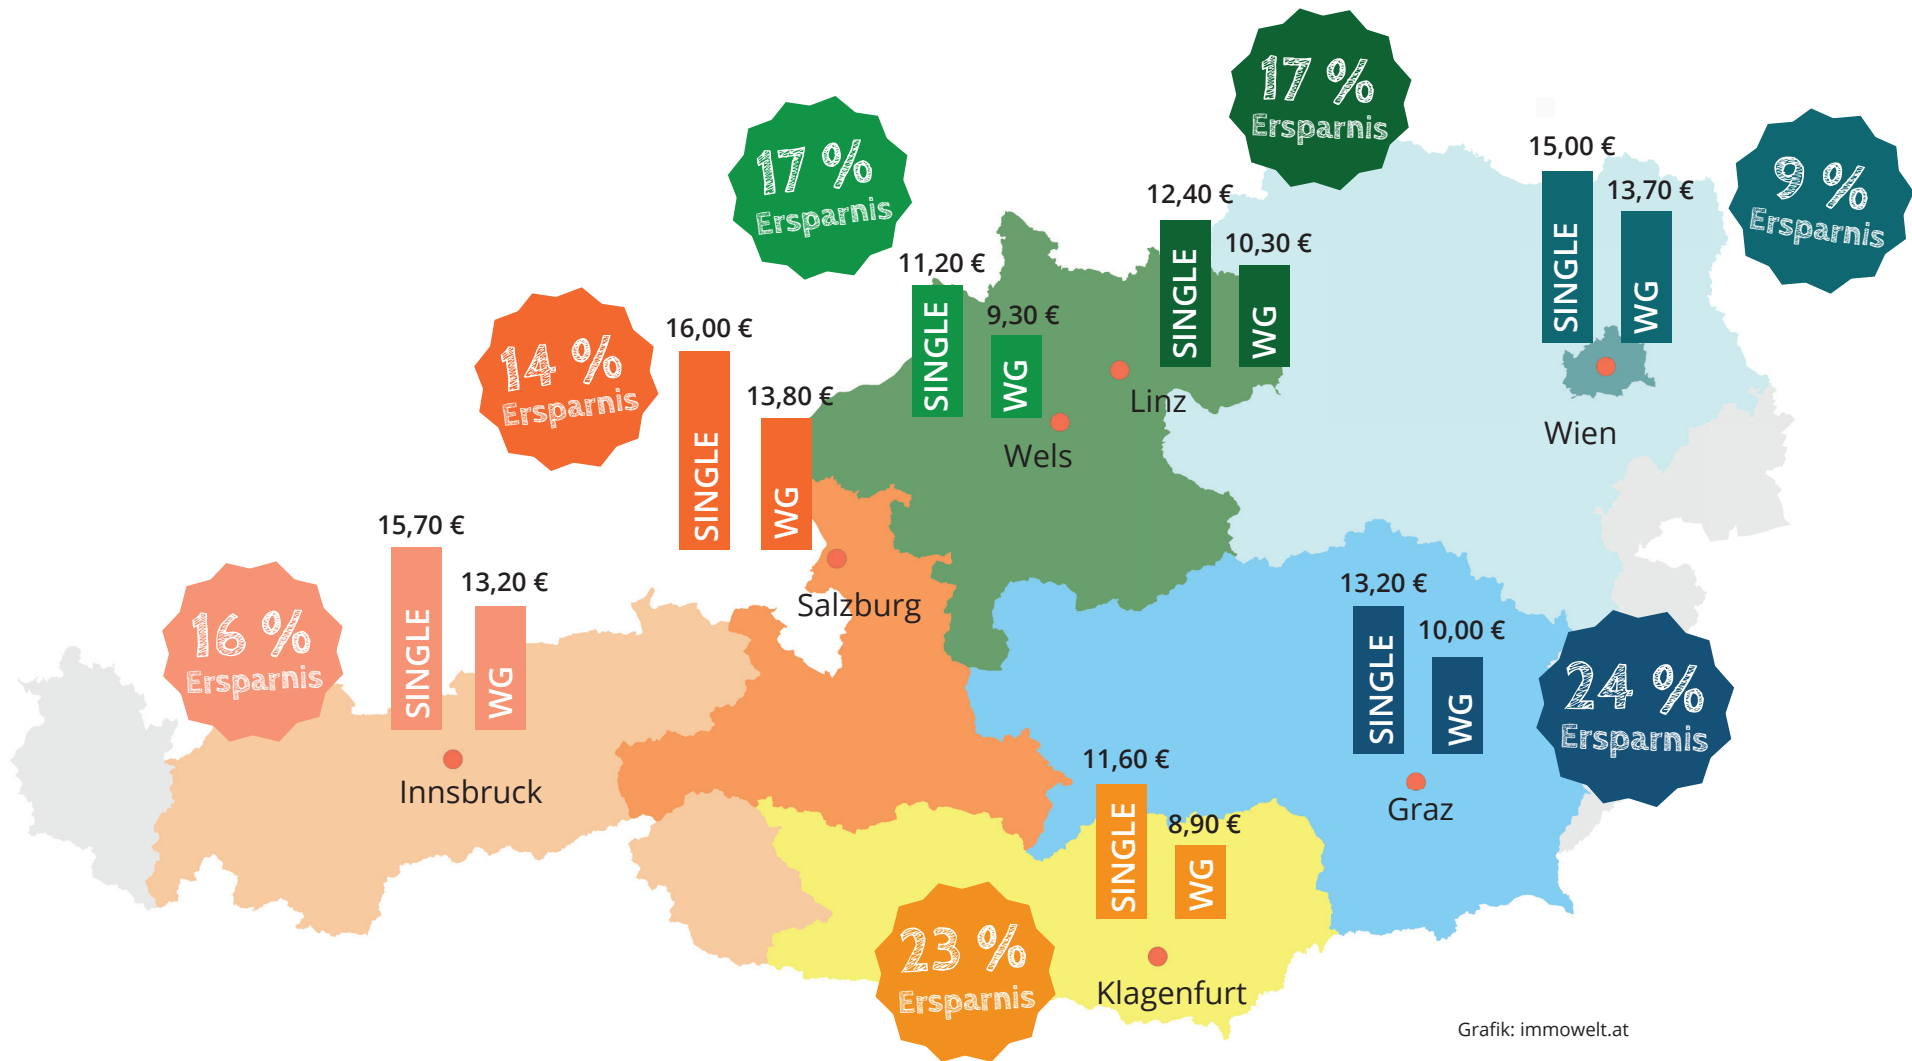 17 %
Ersparnis
15,00 €
13,70 €
SINGLE
WG
9 %
Ersparnis
Wien
12,40 €
10,30 €
SINGLE
WG
Linz
17 %
Ersparnis
11,20 €
9,30 €
SINGLE
WG
Wels
14 %
Ersparnis
16,00 €
13,80 €
SINGLE
WG
Salzburg
16 %
Ersparnis
15,70 €
13,20 €
SINGLE
WG
Innsbruck
13,20 €
10,00 €
SINGLE
WG
24 %
Ersparnis
Graz
11,60 €
8,90 €
SINGLE
WG
23 %
Ersparnis
Klagenfurt
Grafik: immowelt.at